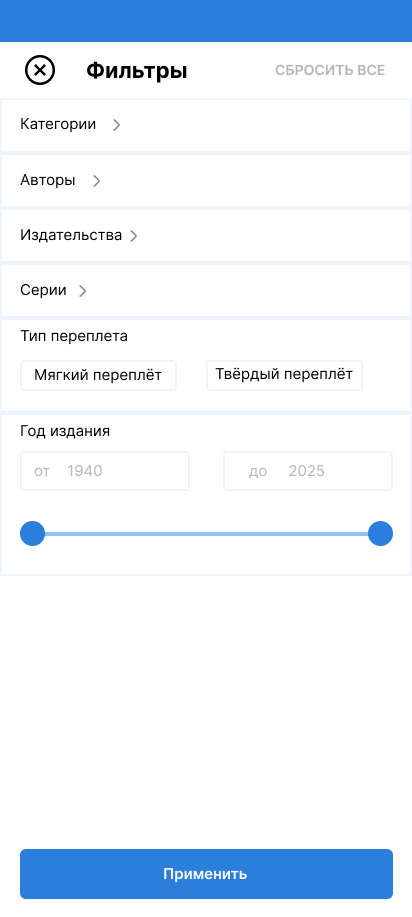 Фильтры СБРОСИТЬ ВСЕ
Категории
Авторы
Издательства
Серии
Тип переплета
Мягкий переплёт Твёрдый переплёт
Год издания
от 1940 до 2025
Применить